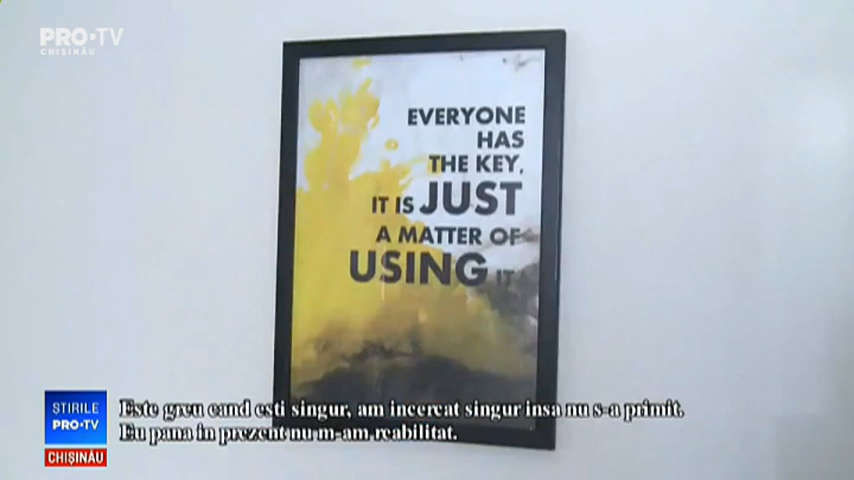 PRO•TV
CHIȘINĂU
EVERYONE
HAS
THE KEY,
IT IS JUST
A MATTER OF
USING IT
Este greu cand esti singur, am incercat singur insa nu s-a primit.
Eu pana in prezent nu m-am reabilitat.
ȘTIRILE
PRO•TV
CHIȘINĂU